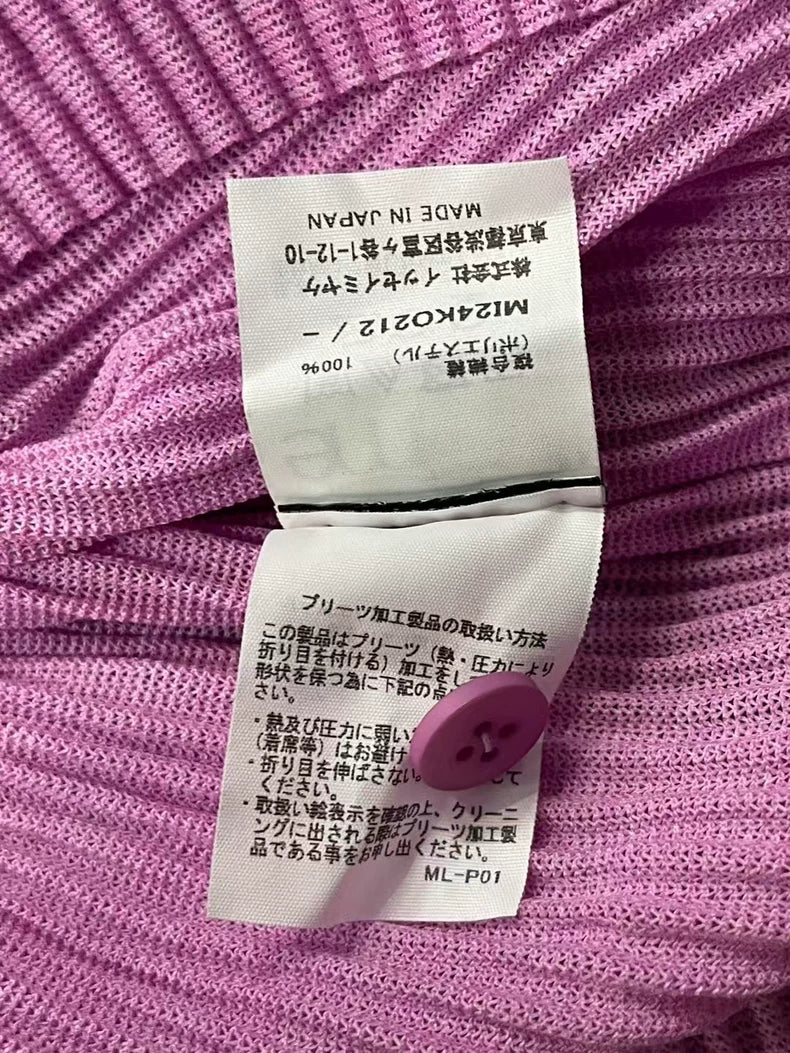 複合繊維
(ポリエステル) 100%
MI24KO212 / –
株式会社 イッセイミヤケ
東京都渋谷区富ヶ谷1-12-10
MADE IN JAPAN
プリーツ加工製品の取扱い方法
この製品はプリーツ（熱・圧力により
折り目を付ける）加工をし
形状を保つ為に下記の点
さい。
・熱及び圧力に弱い
(着席等) はお避け
・折り目を伸ばさない て
ください。
・取扱い絵表示を確認の上、クリーニ
ングに出される際はプリーツ加工製
品である事をお申し出ください。
ML-P01